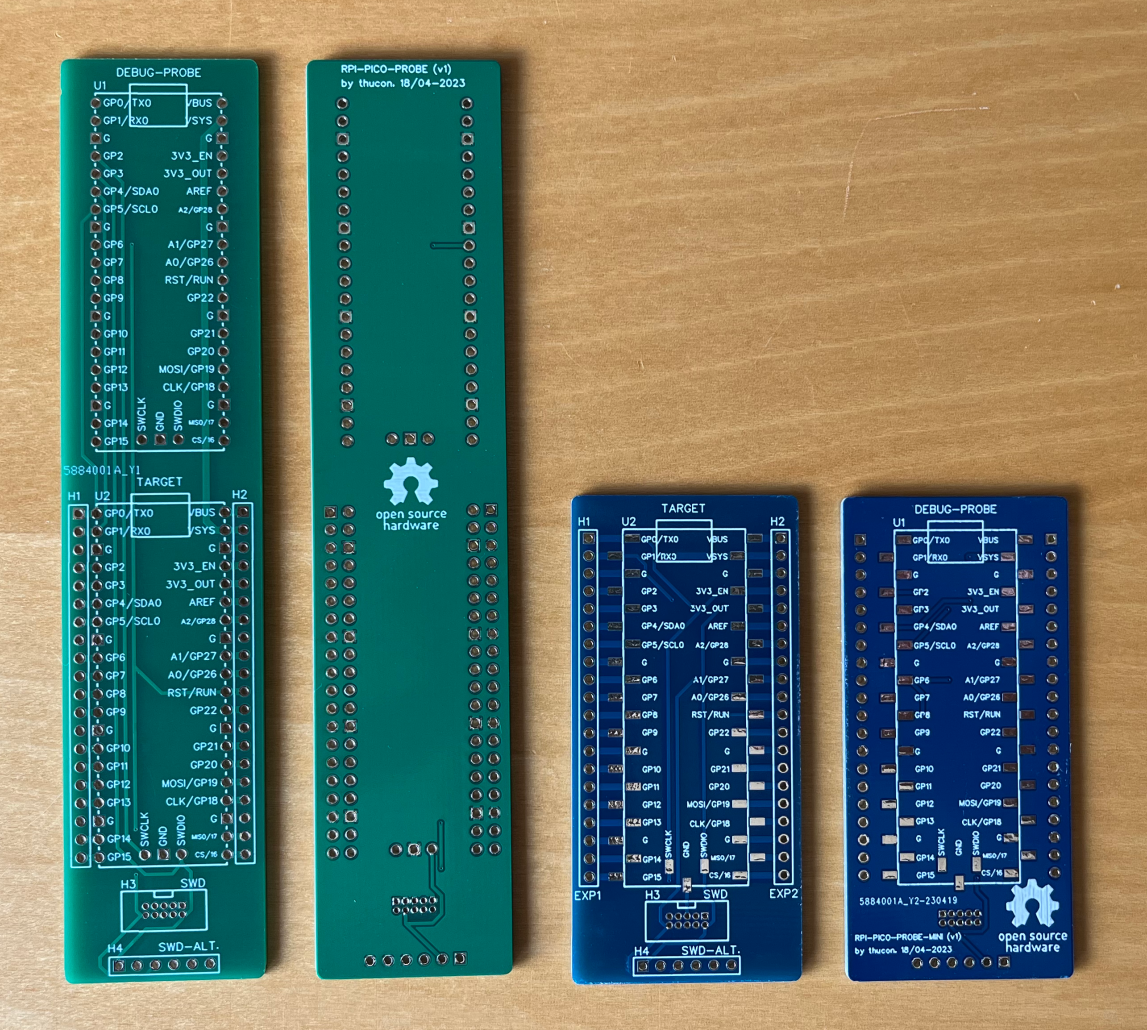 DEBUG-PROBE
U1
GP0/TX0 VBUS
GP1/RX0 VSYS
G G
GP2 3V3_EN
GP3 3V3_OUT
GP4/SDA0 AREF
GP5/SCL0 A2/GP28
G
GP6 A1/GP27
GP7 A0/GP26
GP8 RST/RUN
GP9 GP22
G G
GP10 GP21
GP11 GP20
GP12 MOSI/GP19
GP13 CLK/GP18
G G
GP14 MISO/17
GP15 CS/16
SWCLK GND SWDIO
5884001A_Y1
TARGET
H1 U2 H2
GP0/TX0 VBUS
GP1/RX0 VSYS
G G
GP2 3V3_EN
GP3 3V3_OUT
GP4/SDA0 AREF
GP5/SCL0 A2/GP28
G G
GP6 A1/GP27
GP7 A0/GP26
GP8 RST/RUN
GP9 GP22
G G
GP10 GP21
GP11 GP20
GP12 MOSI/GP19
GP13 CLK/GP18
G G
GP14 MISO/17
GP15 CS/16
SWCLK GND SWDIO
H3 SWD
H4 SWD-ALT.
RPI-PICO-PROBE (v1)
by thucon. 18/04-2023
open source
hardware
TARGET
H1 U2 H2
GP0/TX0 VBUS
GP1/RX0 VSYS
G G
GP2 3V3_EN
GP3 3V3_OUT
GP4/SDA0 AREF
GP5/SCL0 A2/GP28
G G
GP6 A1/GP27
GP7 A0/GP26
GP8 RST/RUN
GP9 GP22
G G
GP10 GP21
GP11 GP20
GP12 MOSI/GP19
GP13 CLK/GP18
G G
GP14 MISO/17
GP15 CS/16
SWCLK GND SWDIO
EXP1 H3 SWD EXP2
H4 SWD-ALT.
DEBUG-PROBE
U1
GP0/TX0 VBUS
GP1/RX0 VSYS
G G
GP2 3V3_EN
GP3 3V3_OUT
GP4/SDA0 AREF
GP5/SCL0 A2/GP28
G G
GP6 A1/GP27
GP7 A0/GP26
GP8 RST/RUN
GP9 GP22
G G
GP10 GP21
GP11 GP20
GP12 MOSI/GP19
GP13 CLK/GP18
G G
GP14 MISO/17
GP15 CS/16
SWCLK GND SWDIO
5884001A_Y2-230419
RPI-PICO-PROBE-MINI (v1)
by thucon. 18/04-2023
open source
hardware